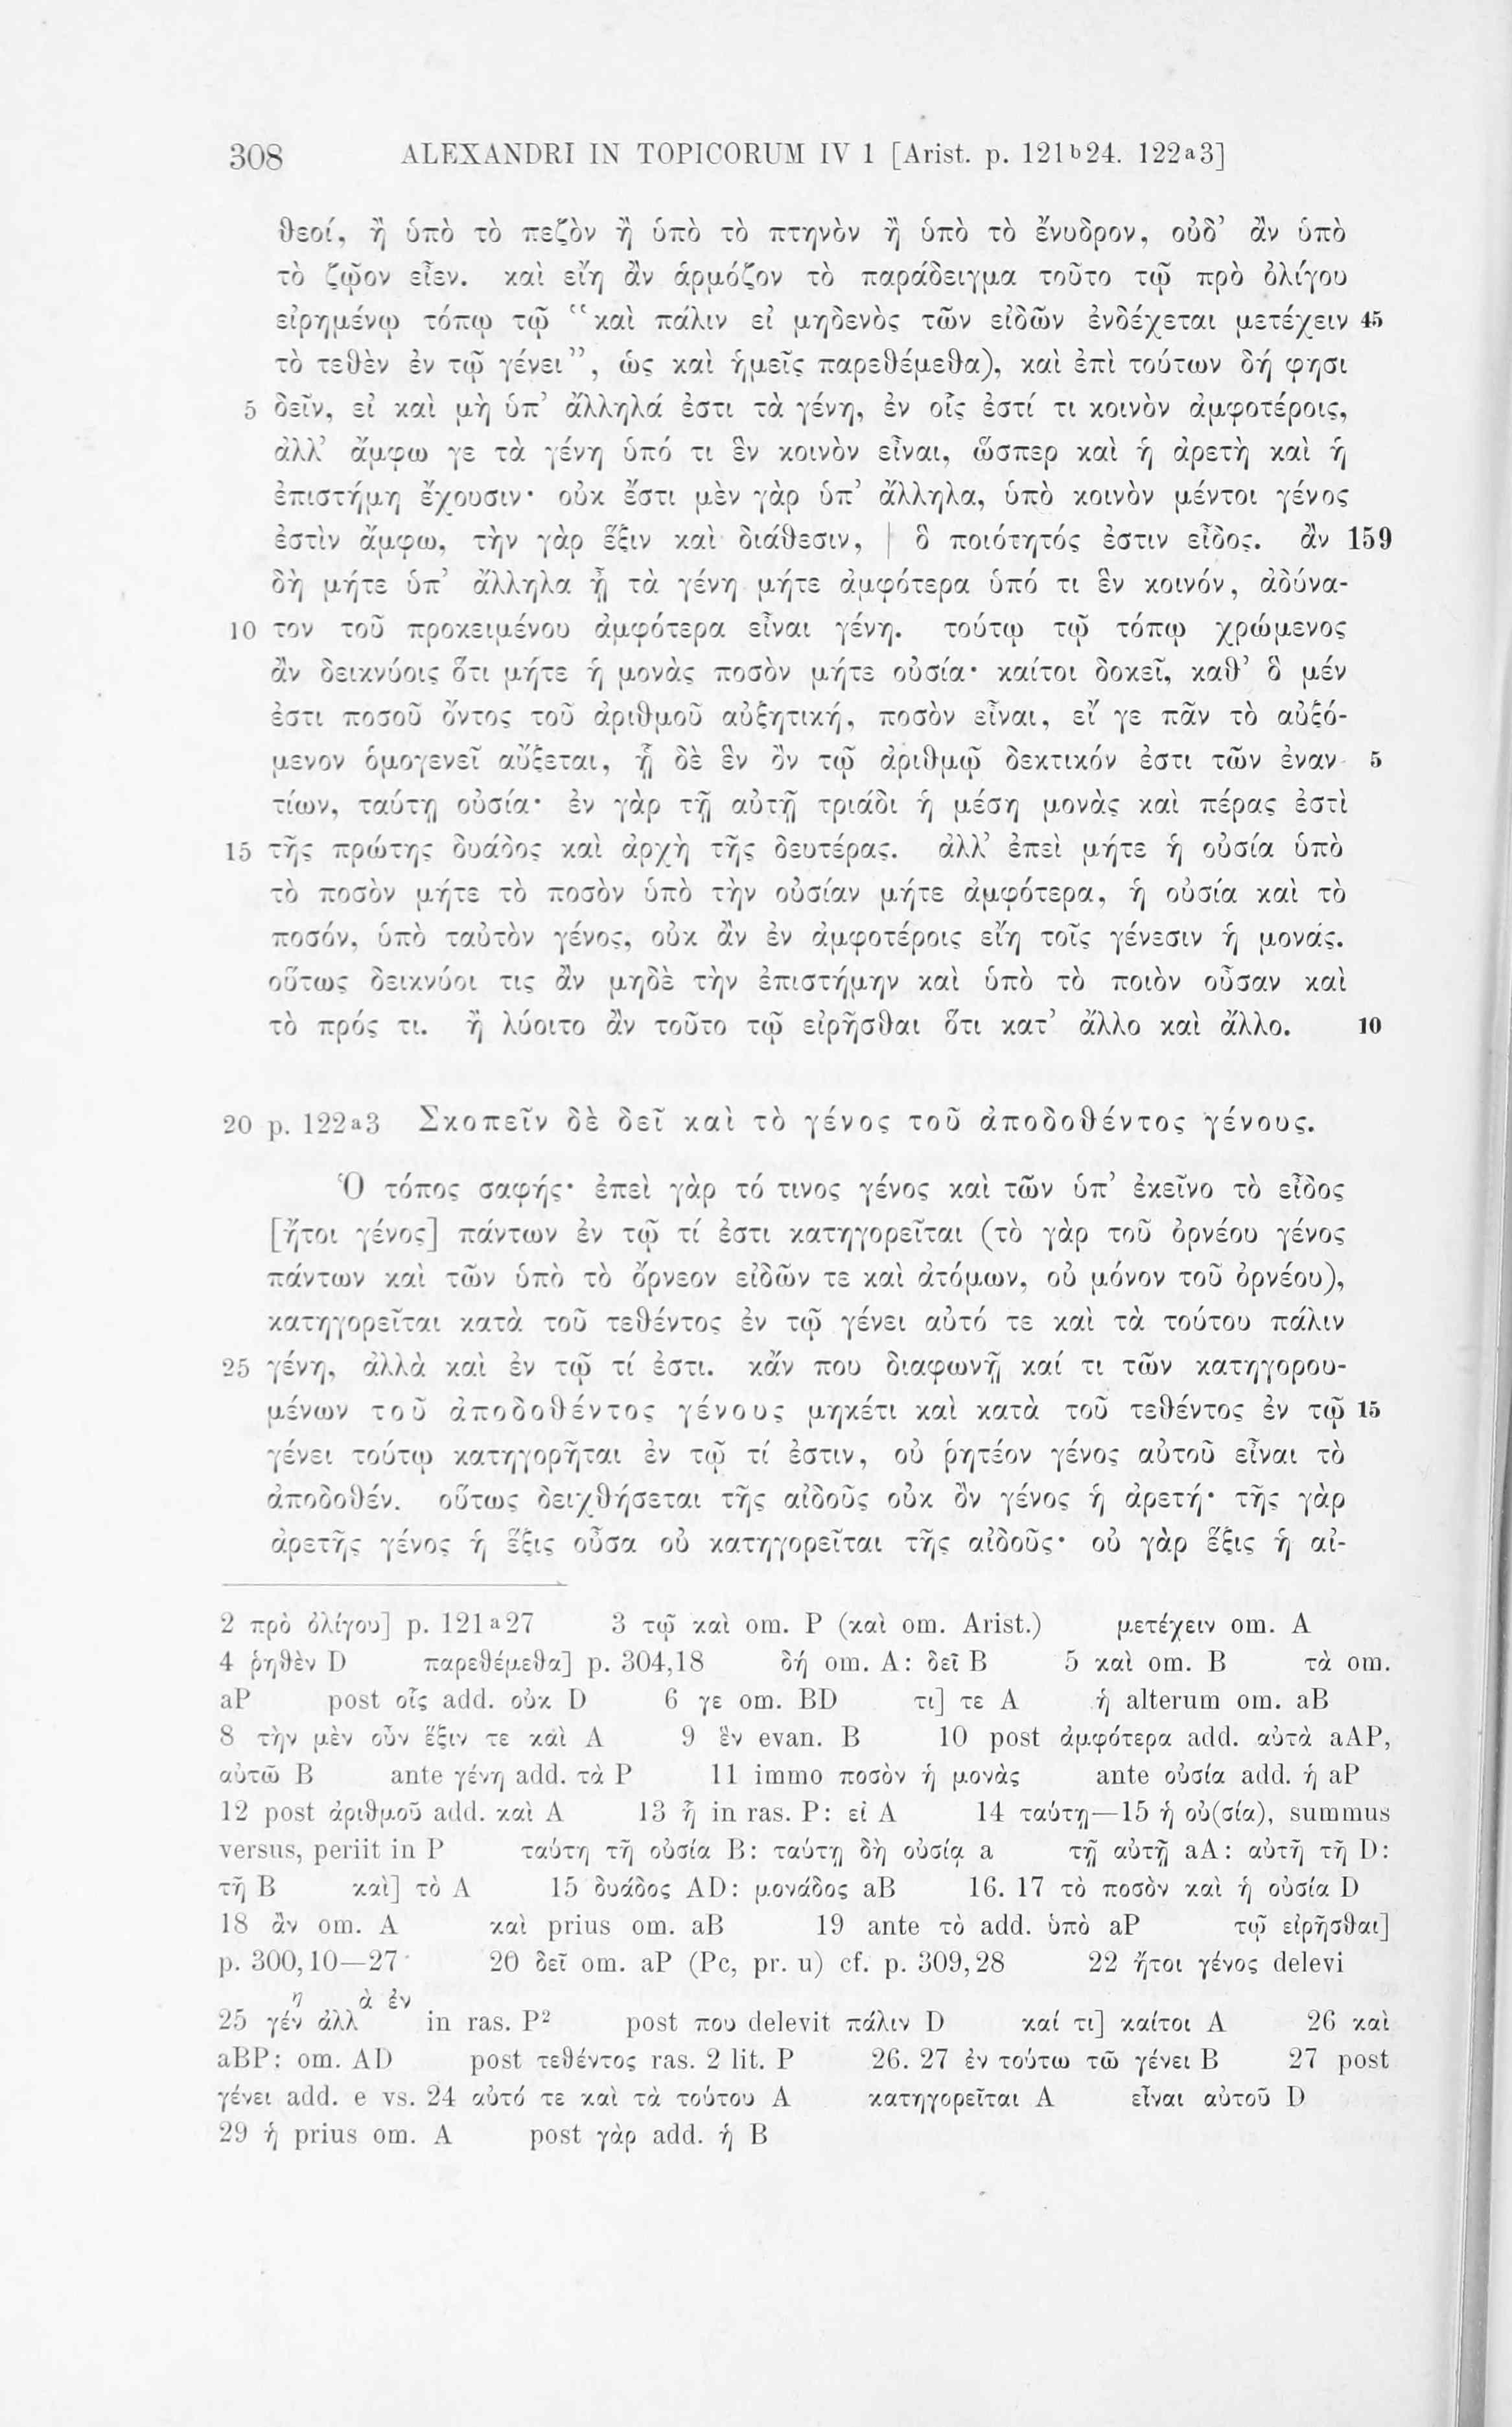 308 ALEXANDRI IN TOPICORUM IV 1 [Arist. p. 121b24. 122a3]
θεοί, ἢ ὑπὸ τὸ πεζὸν ἢ ὑπὸ τὸ πτηνὸν ἢ ὑπὸ τὸ ἔνυδρον, οὐδ' ἂν ὑπὸ
τὸ ζῷον εἶεν. καὶ εἴη ἂν ἁρμόζον τὸ παράδειγμα τοῦτο τῷ πρὸ ὀλίγου
εἰρημένῳ τόπῳ τῷ “καὶ πάλιν εἰ μηδενὸς τῶν εἰδῶν ἐνδέχεται μετέχειν 45
τὸ τεθὲν ἐν τῷ γένει”, ὡς καὶ ἡμεῖς παρεθέμεθα), καὶ ἐπὶ τούτων δή φησι
5 δεῖν, εἰ καὶ μὴ ὑπ' ἄλληλά ἐστι τὰ γένη, ἐν οἷς ἐστί τι κοινὸν ἀμφοτέροις,
ἀλλ' ἄμφω γε τὰ γένη ὑπό τι ἓν κοινὸν εἶναι, ὥσπερ καὶ ἡ ἀρετὴ καὶ ἡ
ἐπιστήμη ἔχουσιν· οὐκ ἔστι μὲν γὰρ ὑπ' ἄλληλα, ὑπὸ κοινὸν μέντοι γένος
ἐστὶν ἄμφω, τὴν γὰρ ἕξιν καὶ διάθεσιν, | ὃ ποιότητός ἐστιν εἶδος. ἂν 159
δὴ μήτε ὑπ' ἄλληλα ᾖ τὰ γένη μήτε ἀμφότερα ὑπό τι ἓν κοινόν, ἀδύνα-
10 τον τοῦ προκειμένου ἀμφότερα εἶναι γένη. τούτῳ τῷ τόπῳ χρώμενος
ἂν δεικνύοις ὅτι μήτε ἡ μονὰς ποσὸν μήτε οὐσία· καίτοι δοκεῖ, καθ' ὃ μέν
ἐστι ποσοῦ ὄντος τοῦ ἀριθμοῦ αὐξητική, ποσὸν εἶναι, εἴ γε πᾶν τὸ αὐξό-
μενον ὁμογενεῖ αὔξεται, ᾗ δὲ ἓν ὂν τῷ ἀριθμῷ δεκτικόν ἐστι τῶν ἐναν- 5
τίων, ταύτῃ οὐσία· ἐν γὰρ τῇ αὐτῇ τριάδι ἡ μέση μονὰς καὶ πέρας ἐστὶ
15 τῆς πρώτης δυάδος καὶ ἀρχὴ τῆς δευτέρας. ἀλλ' ἐπεὶ μήτε ἡ οὐσία ὑπὸ
τὸ ποσὸν μήτε τὸ ποσὸν ὑπὸ τὴν οὐσίαν μήτε ἀμφότερα, ἡ οὐσία καὶ τὸ
ποσόν, ὑπὸ ταὐτὸν γένος, οὐκ ἂν ἐν ἀμφοτέροις εἴη τοῖς γένεσιν ἡ μονάς.
οὕτως δεικνύοι τις ἂν μηδὲ τὴν ἐπιστήμην καὶ ὑπὸ τὸ ποιὸν οὖσαν καὶ
τὸ πρός τι. ἢ λύοιτο ἂν τοῦτο τῷ εἰρῆσθαι ὅτι κατ' ἄλλο καὶ ἄλλο. 10
20 p. 122a3 Σκοπεῖν δὲ δεῖ καὶ τὸ γένος τοῦ ἀποδοθέντος γένους.
Ὁ τόπος σαφής· ἐπεὶ γὰρ τό τινος γένος καὶ τῶν ὑπ' ἐκεῖνο τὸ εἶδος
[ἤτοι γένος] πάντων ἐν τῷ τί ἐστι κατηγορεῖται (τὸ γὰρ τοῦ ὀρνέου γένος
πάντων καὶ τῶν ὑπὸ τὸ ὄρνεον εἰδῶν τε καὶ ἀτόμων, οὐ μόνον τοῦ ὀρνέου),
κατηγορεῖται κατὰ τοῦ τεθέντος ἐν τῷ γένει αὐτό τε καὶ τὰ τούτου πάλιν
25 γένη, ἀλλὰ καὶ ἐν τῷ τί ἐστι. κἄν που διαφωνῇ καί τι τῶν κατηγορου-
μένων τοῦ ἀποδοθέντος γένους μηκέτι καὶ κατὰ τοῦ τεθέντος ἐν τῷ 15
γένει τούτῳ κατηγορῆται ἐν τῷ τί ἐστιν, οὐ ῥητέον γένος αὐτοῦ εἶναι τὸ
ἀποδοθέν. οὕτως δειχθήσεται τῆς αἰδοῦς οὐκ ὂν γένος ἡ ἀρετή· τῆς γὰρ
ἀρετῆς γένος ἡ ἕξις οὖσα οὐ κατηγορεῖται τῆς αἰδοῦς· οὐ γὰρ ἕξις ἡ αἰ-
2 πρὸ ὀλίγου] p. 121a27 3 τῷ καὶ om. P (καὶ om. Arist.) μετέχειν om. A
4 ῥηθὲν D παρεθέμεθα] p. 304,18 δή om. A: δεῖ B 5 καὶ om. B τὰ om.
aP post οἷς add. οὐκ D 6 γε om. BD τι] τε A ἡ alterum om. aB
8 τὴν μὲν οὖν ἕξιν τε καὶ A 9 ἓν evan. B 10 post ἀμφότερα add. αὐτὰ aAP,
αὐτῶ B ante γένη add. τὰ P 11 immo ποσὸν ἡ μονὰς ante οὐσία add. ἡ aP
12 post ἀριθμοῦ add. καὶ A 13 ᾗ in ras. P: εἰ A 14 ταύτῃ—15 ἡ οὐ(σία), summus
versus, periit in P ταύτη τῆ οὐσία B: ταύτῃ δὴ οὐσίᾳ a τῇ αὐτῇ aA: αὐτῆ τῆ D:
τῆ B καὶ] τὸ A 15 δυάδος AD: μονάδος aB 16. 17 τὸ ποσὸν καὶ ἡ οὐσία D
18 ἂν om. A καὶ prius om. aB 19 ante τὸ add. ὑπὸ aP τῷ εἰρῆσθαι]
p. 300,10—27 20 δεῖ om. aP (Pc, pr. u) cf. p. 309,28 22 ἤτοι γένος delevi
25 γένη ἀλλὰ ἐν in ras. P2 post που delevit πάλιν D καί τι] καίτοι A 26 καὶ
aBP: om. AD post τεθέντος ras. 2 lit. P 26. 27 ἐν τούτω τῶ γένει B 27 post
γένει add. e vs. 24 αὐτό τε καὶ τὰ τούτου A κατηγορεῖται A εἶναι αὐτοῦ D
29 ἡ prius om. A post γὰρ add. ἡ B